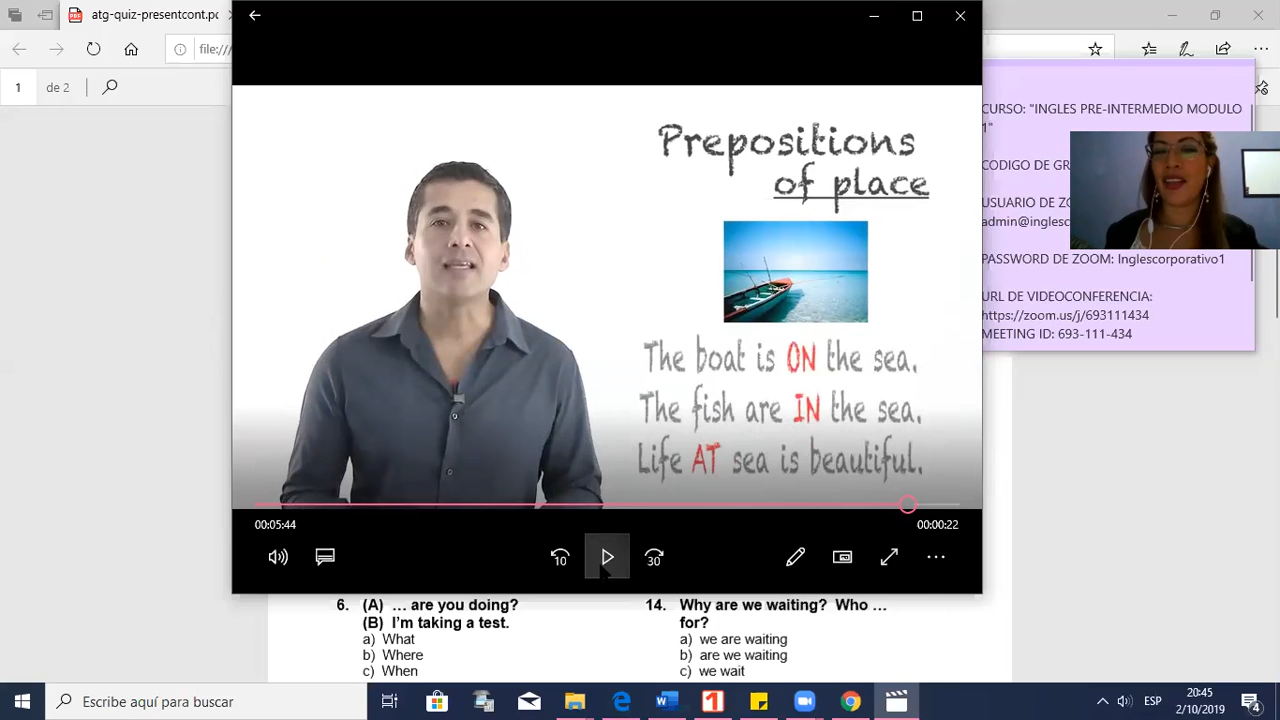 atg-quiz-presentcont.pc
file://
1
de 2
Prepositions
of place
The boat is ON the sea.
The fish are IN the sea.
Life AT sea is beautiful.
00:05:44
00:00:22
10
30
CURSO: "INGLES PRE-INTERMEDIO MODULO
1"
CODIGO DE GR
USUARIO DE ZO
admin@inglesc
PASSWORD DE ZOOM: Inglescorporativo1
URL DE VIDEOCONFERENCIA:
https://zoom.us/j/693111434
MEETING ID: 693-111-434
6. (A) … are you doing?
(B) I'm taking a test.
a) What
b) Where
c) When
14. Why are we waiting? Who …
for?
a) we are waiting
b) are we waiting
c) we wait
Escribe aquí para buscar
ESP
20:45
2/10/2019
4